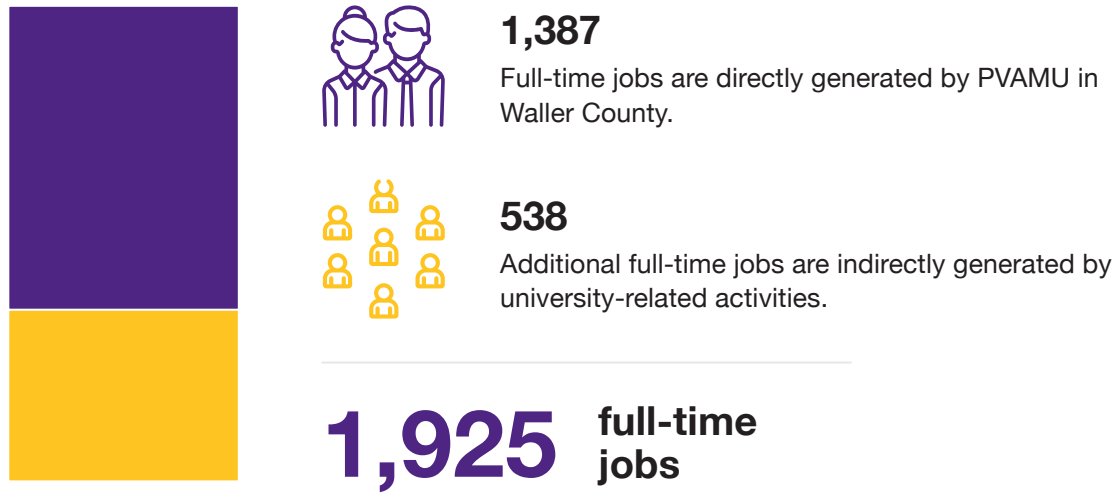 1,387
Full-time jobs are directly generated by PVAMU in
Waller County.
538
Additional full-time jobs are indirectly generated by
university-related activities.
1,925 full-time
jobs